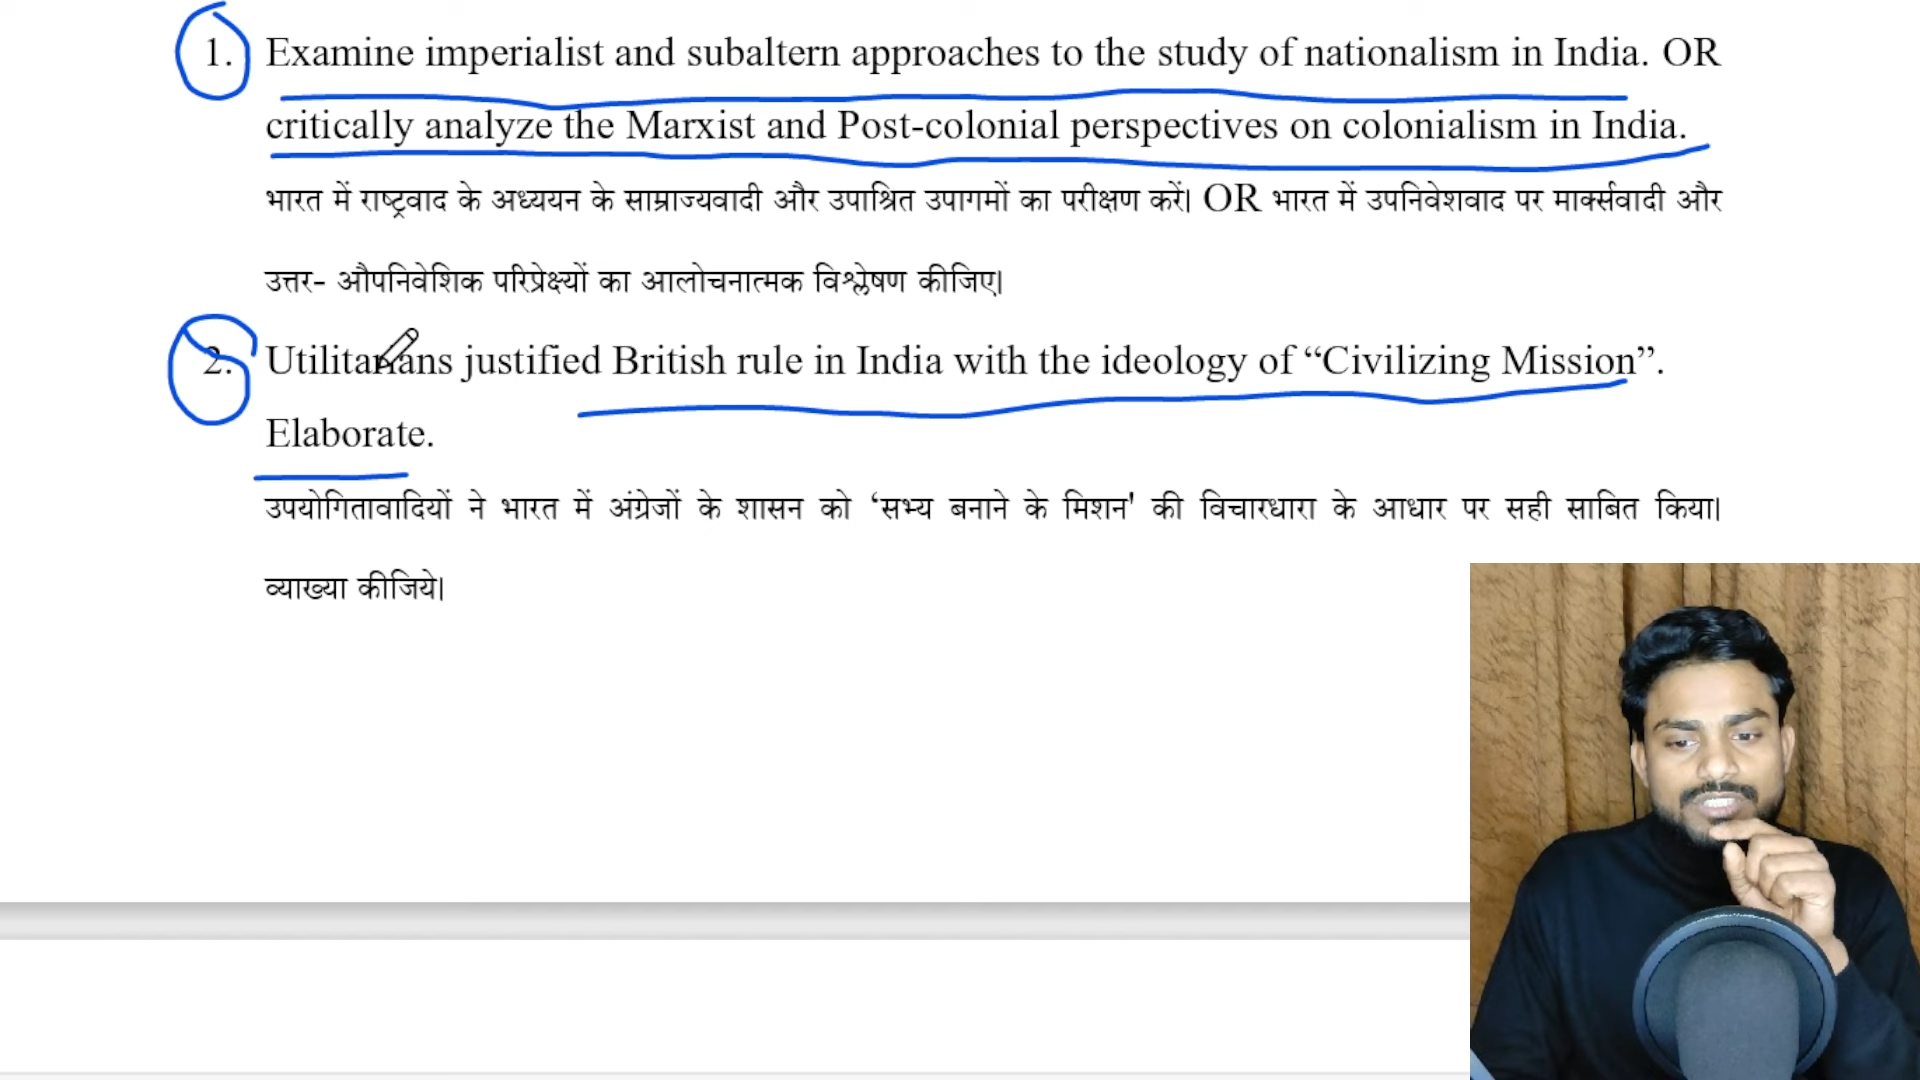 1. Examine imperialist and subaltern approaches to the study of nationalism in India. OR
critically analyze the Marxist and Post-colonial perspectives on colonialism in India.
भारत में राष्ट्रवाद के अध्ययन के साम्राज्यवादी और उपाश्रित उपागमों का परीक्षण करें। OR भारत में उपनिवेशवाद पर मार्क्सवादी और
उत्तर- औपनिवेशिक परिप्रेक्ष्यों का आलोचनात्मक विश्लेषण कीजिए।
2. Utilitarians justified British rule in India with the ideology of “Civilizing Mission”.
Elaborate.
उपयोगितावादियों ने भारत में अंग्रेजों के शासन को ‘सभ्य बनाने के मिशन' की विचारधारा के आधार पर सही साबित किया।
व्याख्या कीजिये।